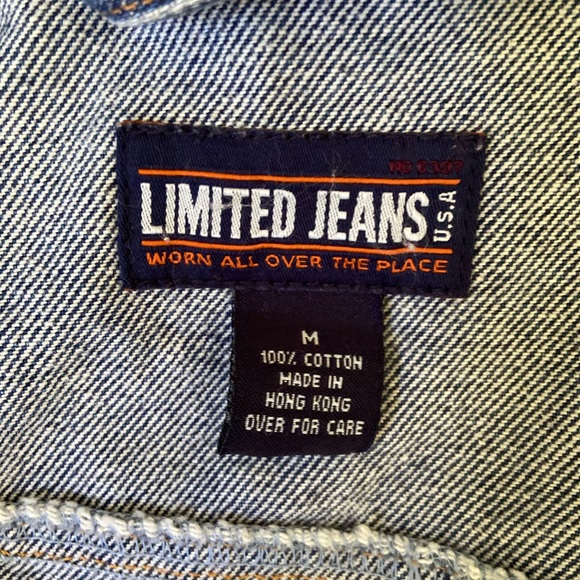 LIMITED JEANS U.S.A
WORN ALL OVER THE PLACE
M
100% COTTON
MADE IN
HONG KONG
OVER FOR CARE